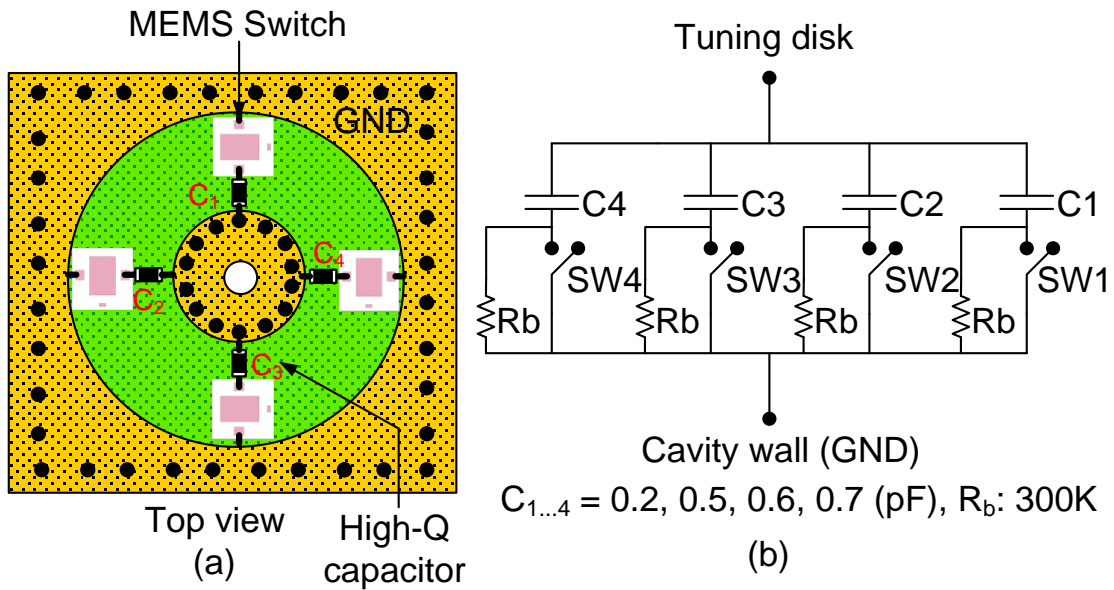 MEMS Switch
GND
C1
C4
C2
C3
Top view
(a)
High-Q
capacitor
Tuning disk
C4
C3
C2
C1
SW4
SW3
SW2
SW1
Rb
Rb
Rb
Rb
Cavity wall (GND)
C1...4 = 0.2, 0.5, 0.6, 0.7 (pF), Rb: 300K
(b)